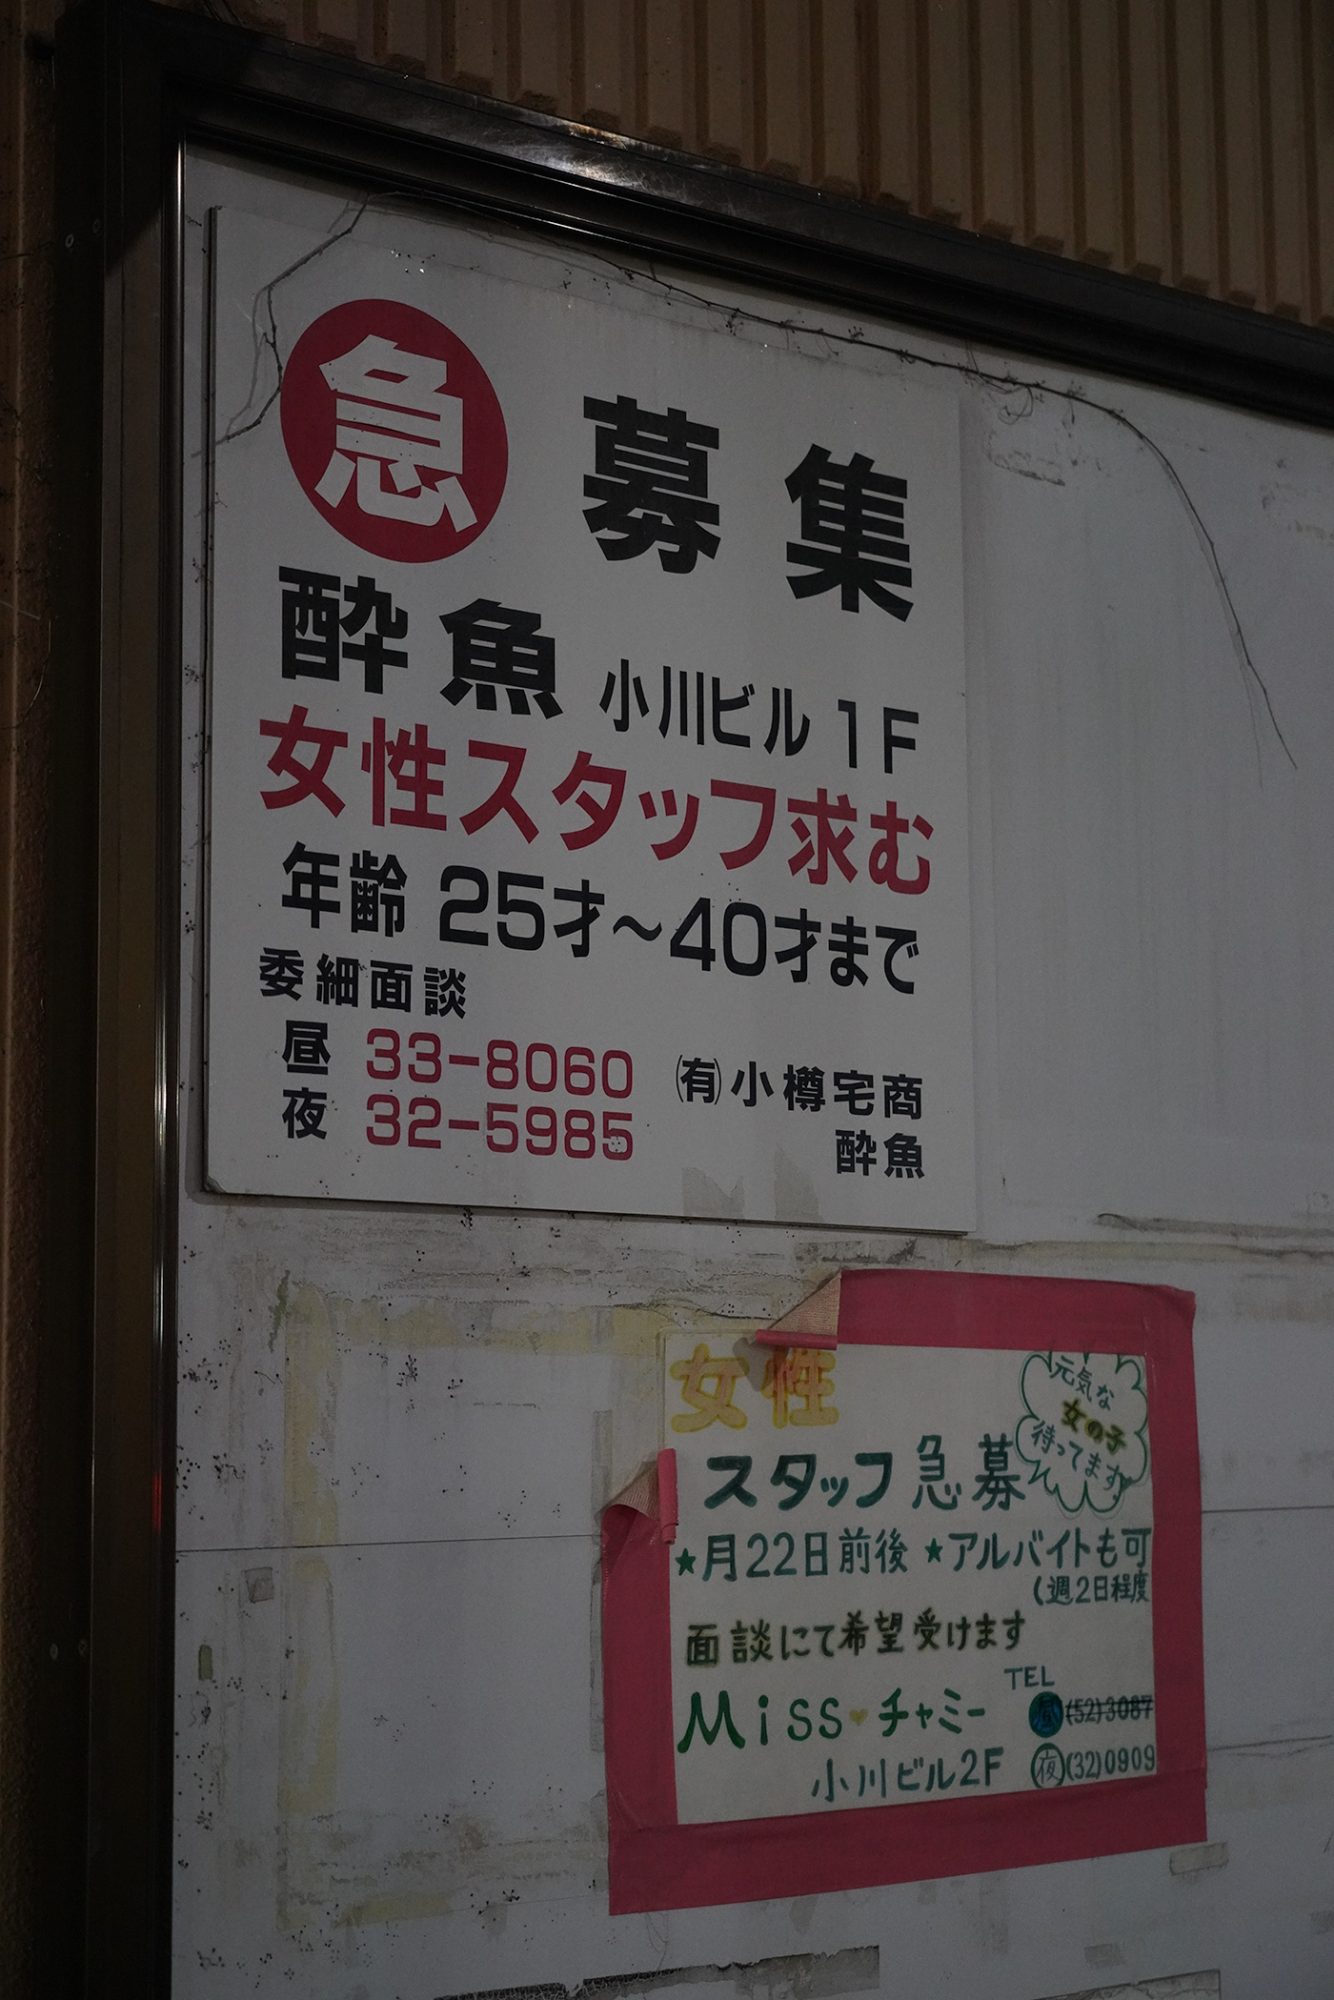 急募集
酔魚 小川ビル1F
女性スタッフ求む
年齢 25才～40才まで
委細面談
昼 33-8060
夜 32-5985
㈲小樽宅商
酔魚
女性
スタッフ急募
元気な
女の子
待ってます
★月22日前後 ★アルバイトも可
(週2日程度
面談にて希望受けます
Miss♥チャミー
小川ビル2F
TEL
昼(52)3087
夜(32)0909